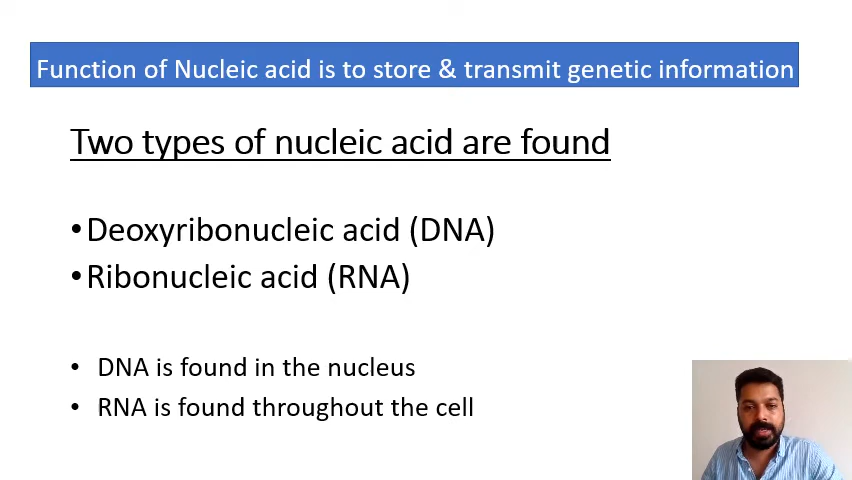 Function of Nucleic acid is to store & transmit genetic information
Two types of nucleic acid are found
•Deoxyribonucleic acid (DNA)
•Ribonucleic acid (RNA)
• DNA is found in the nucleus
• RNA is found throughout the cell